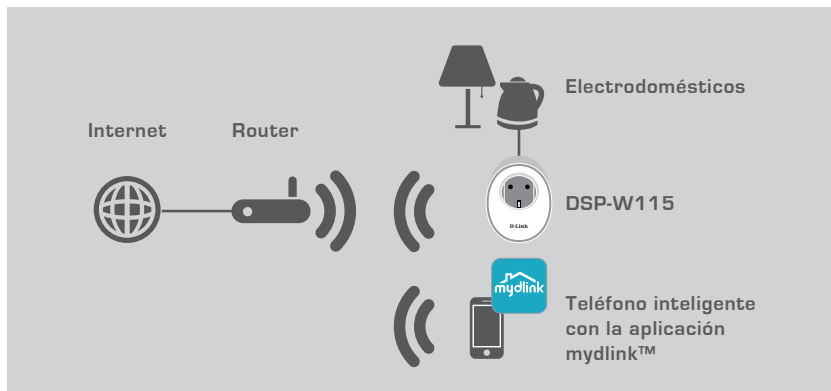 Electrodomésticos
Internet
Router
DSP-W115
D-Link
mydlink
Teléfono inteligente
con la aplicación
mydlink™